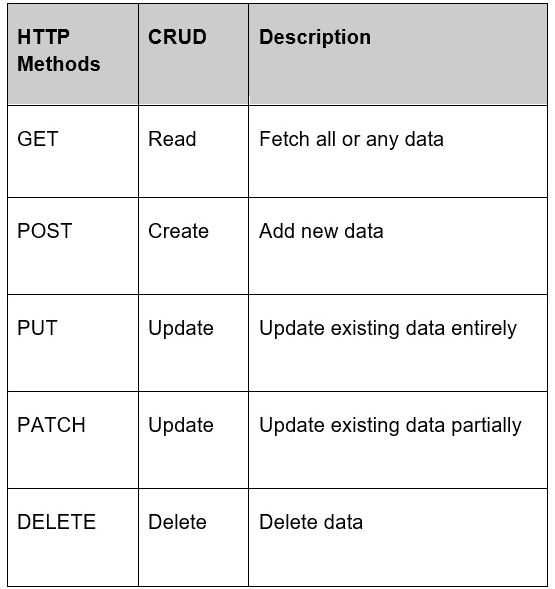 HTTP Methods CRUD Description
GET Read Fetch all or any data
POST Create Add new data
PUT Update Update existing data entirely
PATCH Update Update existing data partially
DELETE Delete Delete data